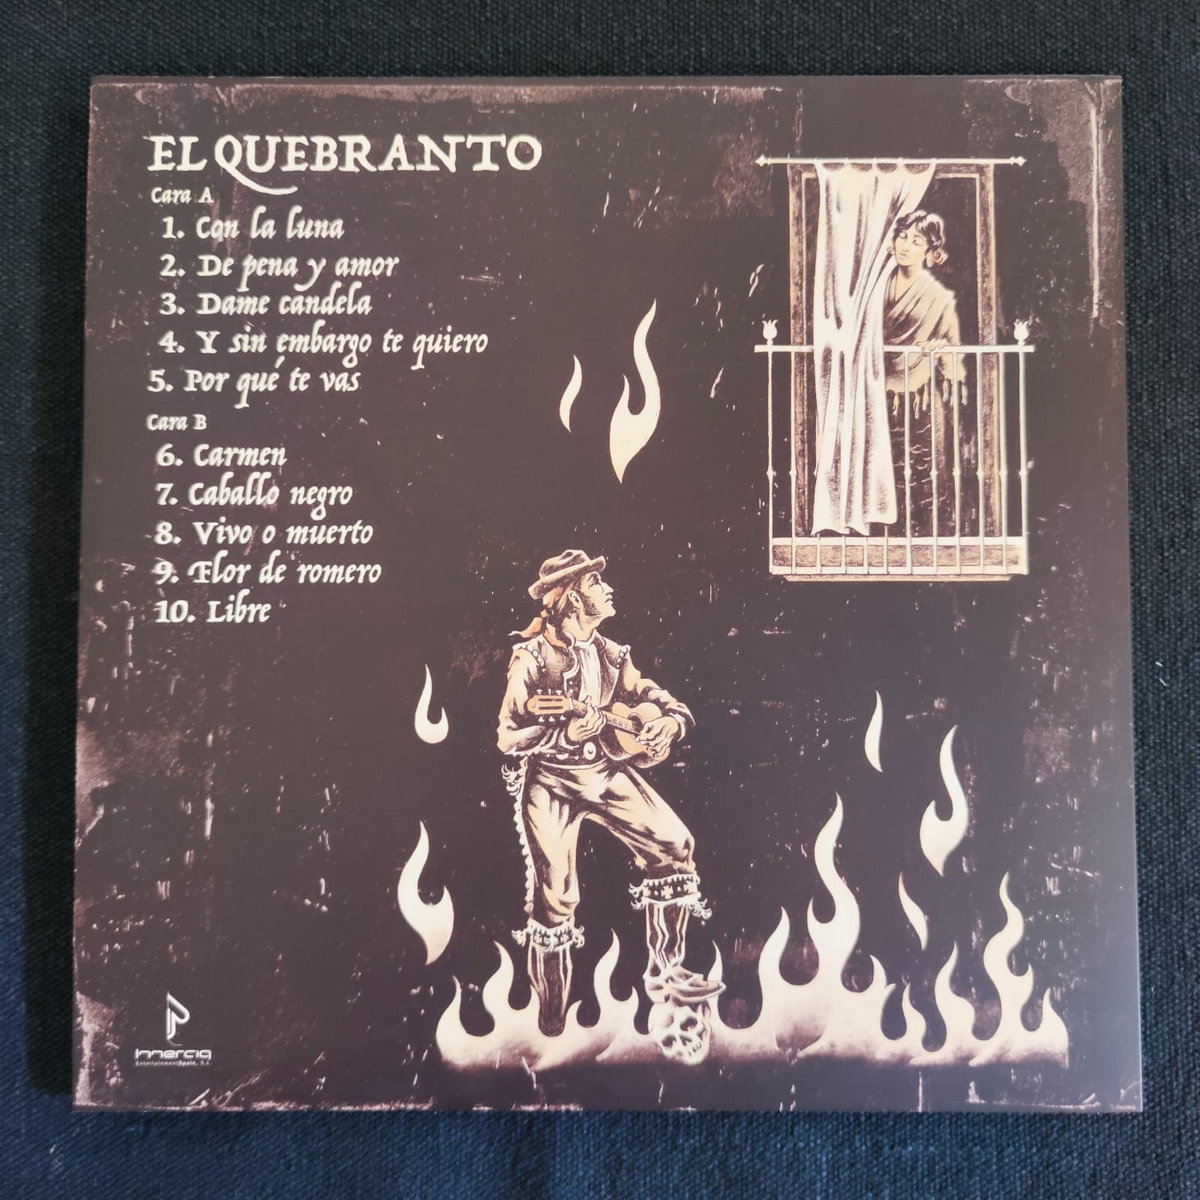 EL QUEBRANTO
Cara A
1. Con la luna
2. De pena y amor
3. Dame candela
4. Y sin embargo te quiero
5. Por qué te vas
Cara B
6. Carmen
7. Caballo negro
8. Vivo o muerto
9. Flor de romero
10. Libre
Inmerciq
EntertainmentSpain, S.L.